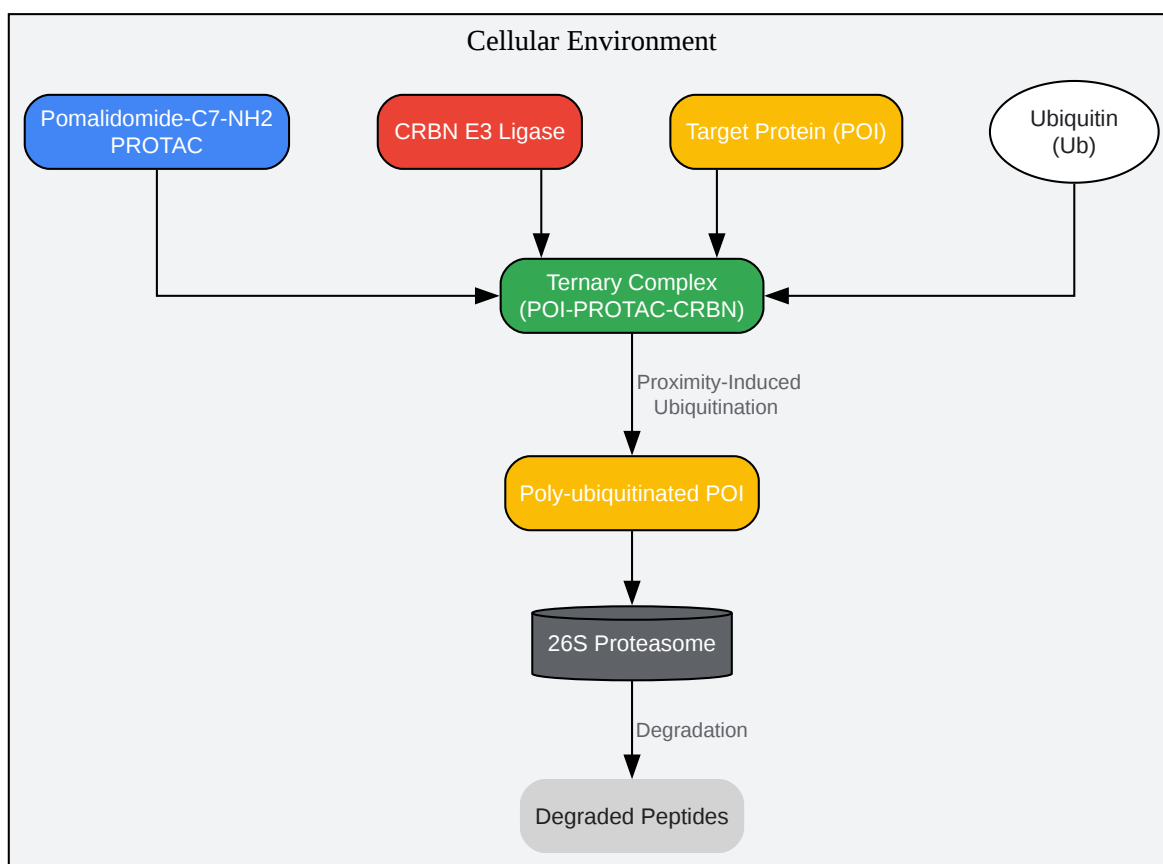 Cellular Environment
Pomalidomide-C7-NH2
PROTAC
CRBN E3 Ligase
Target Protein (POI)
Ubiquitin
(Ub)
Ternary Complex
(POI-PROTAC-CRBN)
Proximity-Induced
Ubiquitination
Poly-ubiquitinated POI
26S Proteasome
Degradation
Degraded Peptides